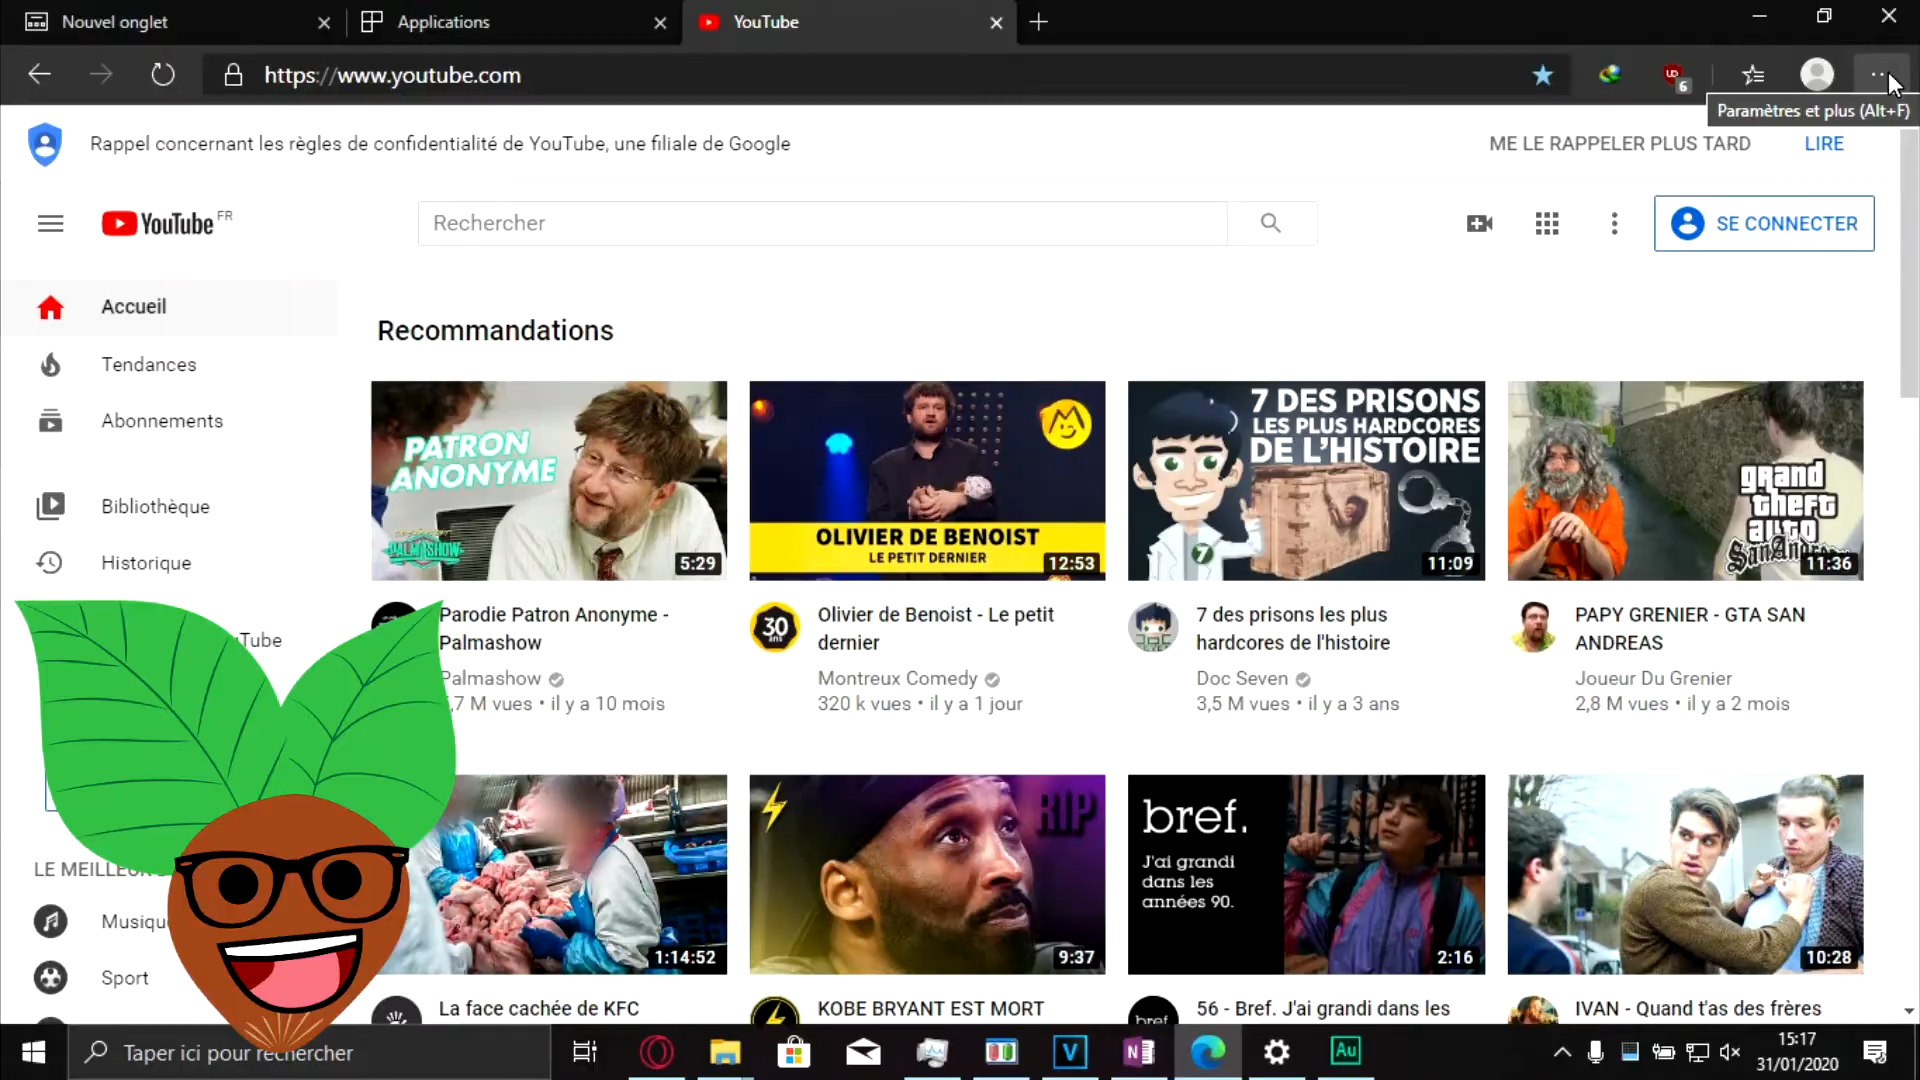 Nouvel onglet
Applications
YouTube
https://www.youtube.com
6
Paramètres et plus (Alt+F)
Rappel concernant les règles de confidentialité de YouTube, une filiale de Google
ME LE RAPPELER PLUS TARD
LIRE
YouTube FR
Rechercher
SE CONNECTER
Accueil
Tendances
Abonnements
Bibliothèque
Historique
Recommandations
PATRON
ANONYME
PALMASHOW
5:29
OLIVIER DE BENOIST
LE PETIT DERNIER
12:53
7 DES PRISONS
LES PLUS HARDCORES
DE L'HISTOIRE
7
11:09
grand
theft
auto
San Andreas
11:36
Parodie Patron Anonyme -
Palmashow
Palmashow
,7 M vues • il y a 10 mois
30
ans
Olivier de Benoist - Le petit
dernier
Montreux Comedy
320 k vues • il y a 1 jour
7 des prisons les plus
hardcores de l'histoire
Doc Seven
3,5 M vues • il y a 3 ans
PAPY GRENIER - GTA SAN
ANDREAS
Joueur Du Grenier
2,8 M vues • il y a 2 mois
Tube
LE MEILLEUR
Musiqu
Sport
1:14:52
RIP
9:37
bref.
J'ai grandi
dans les
années 90.
2:16
10:28
La face cachée de KFC
KOBE BRYANT EST MORT
bref
56 - Bref. J'ai grandi dans les
IVAN - Quand t'as des frères
Taper ici pour rechercher
V
N
Au
15:17
31/01/2020